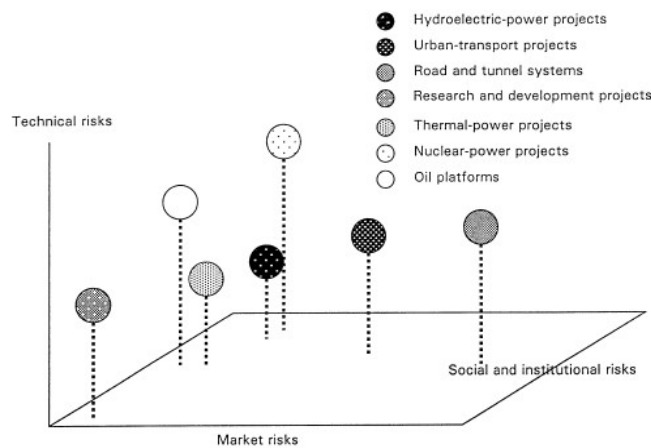 Hydroelectric-power projects
Urban-transport projects
Road and tunnel systems
Research and development projects
Technical risks
Thermal-power projects
Nuclear-power projects
Oil platforms
Social and institutional risks
Market risks